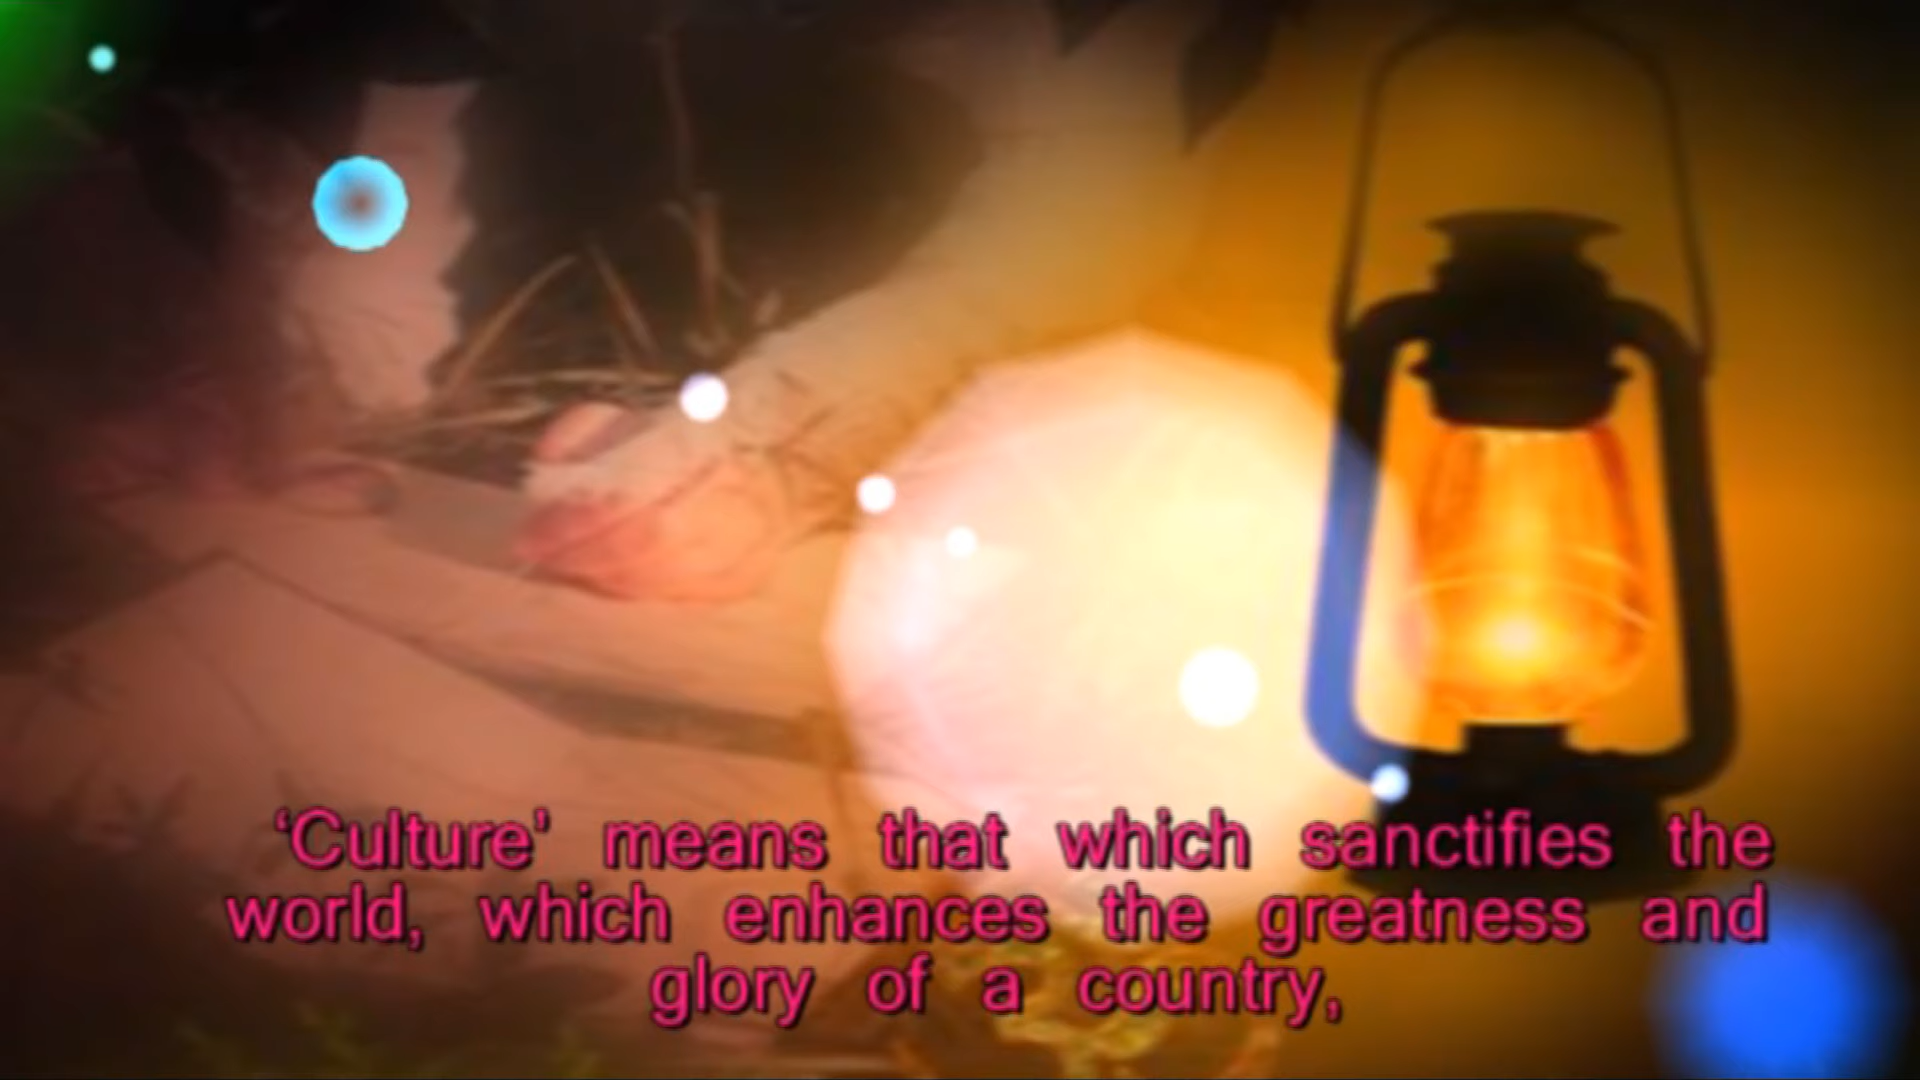 ‘Culture’ means that which sanctifies the
world, which enhances the greatness and
glory of a country,